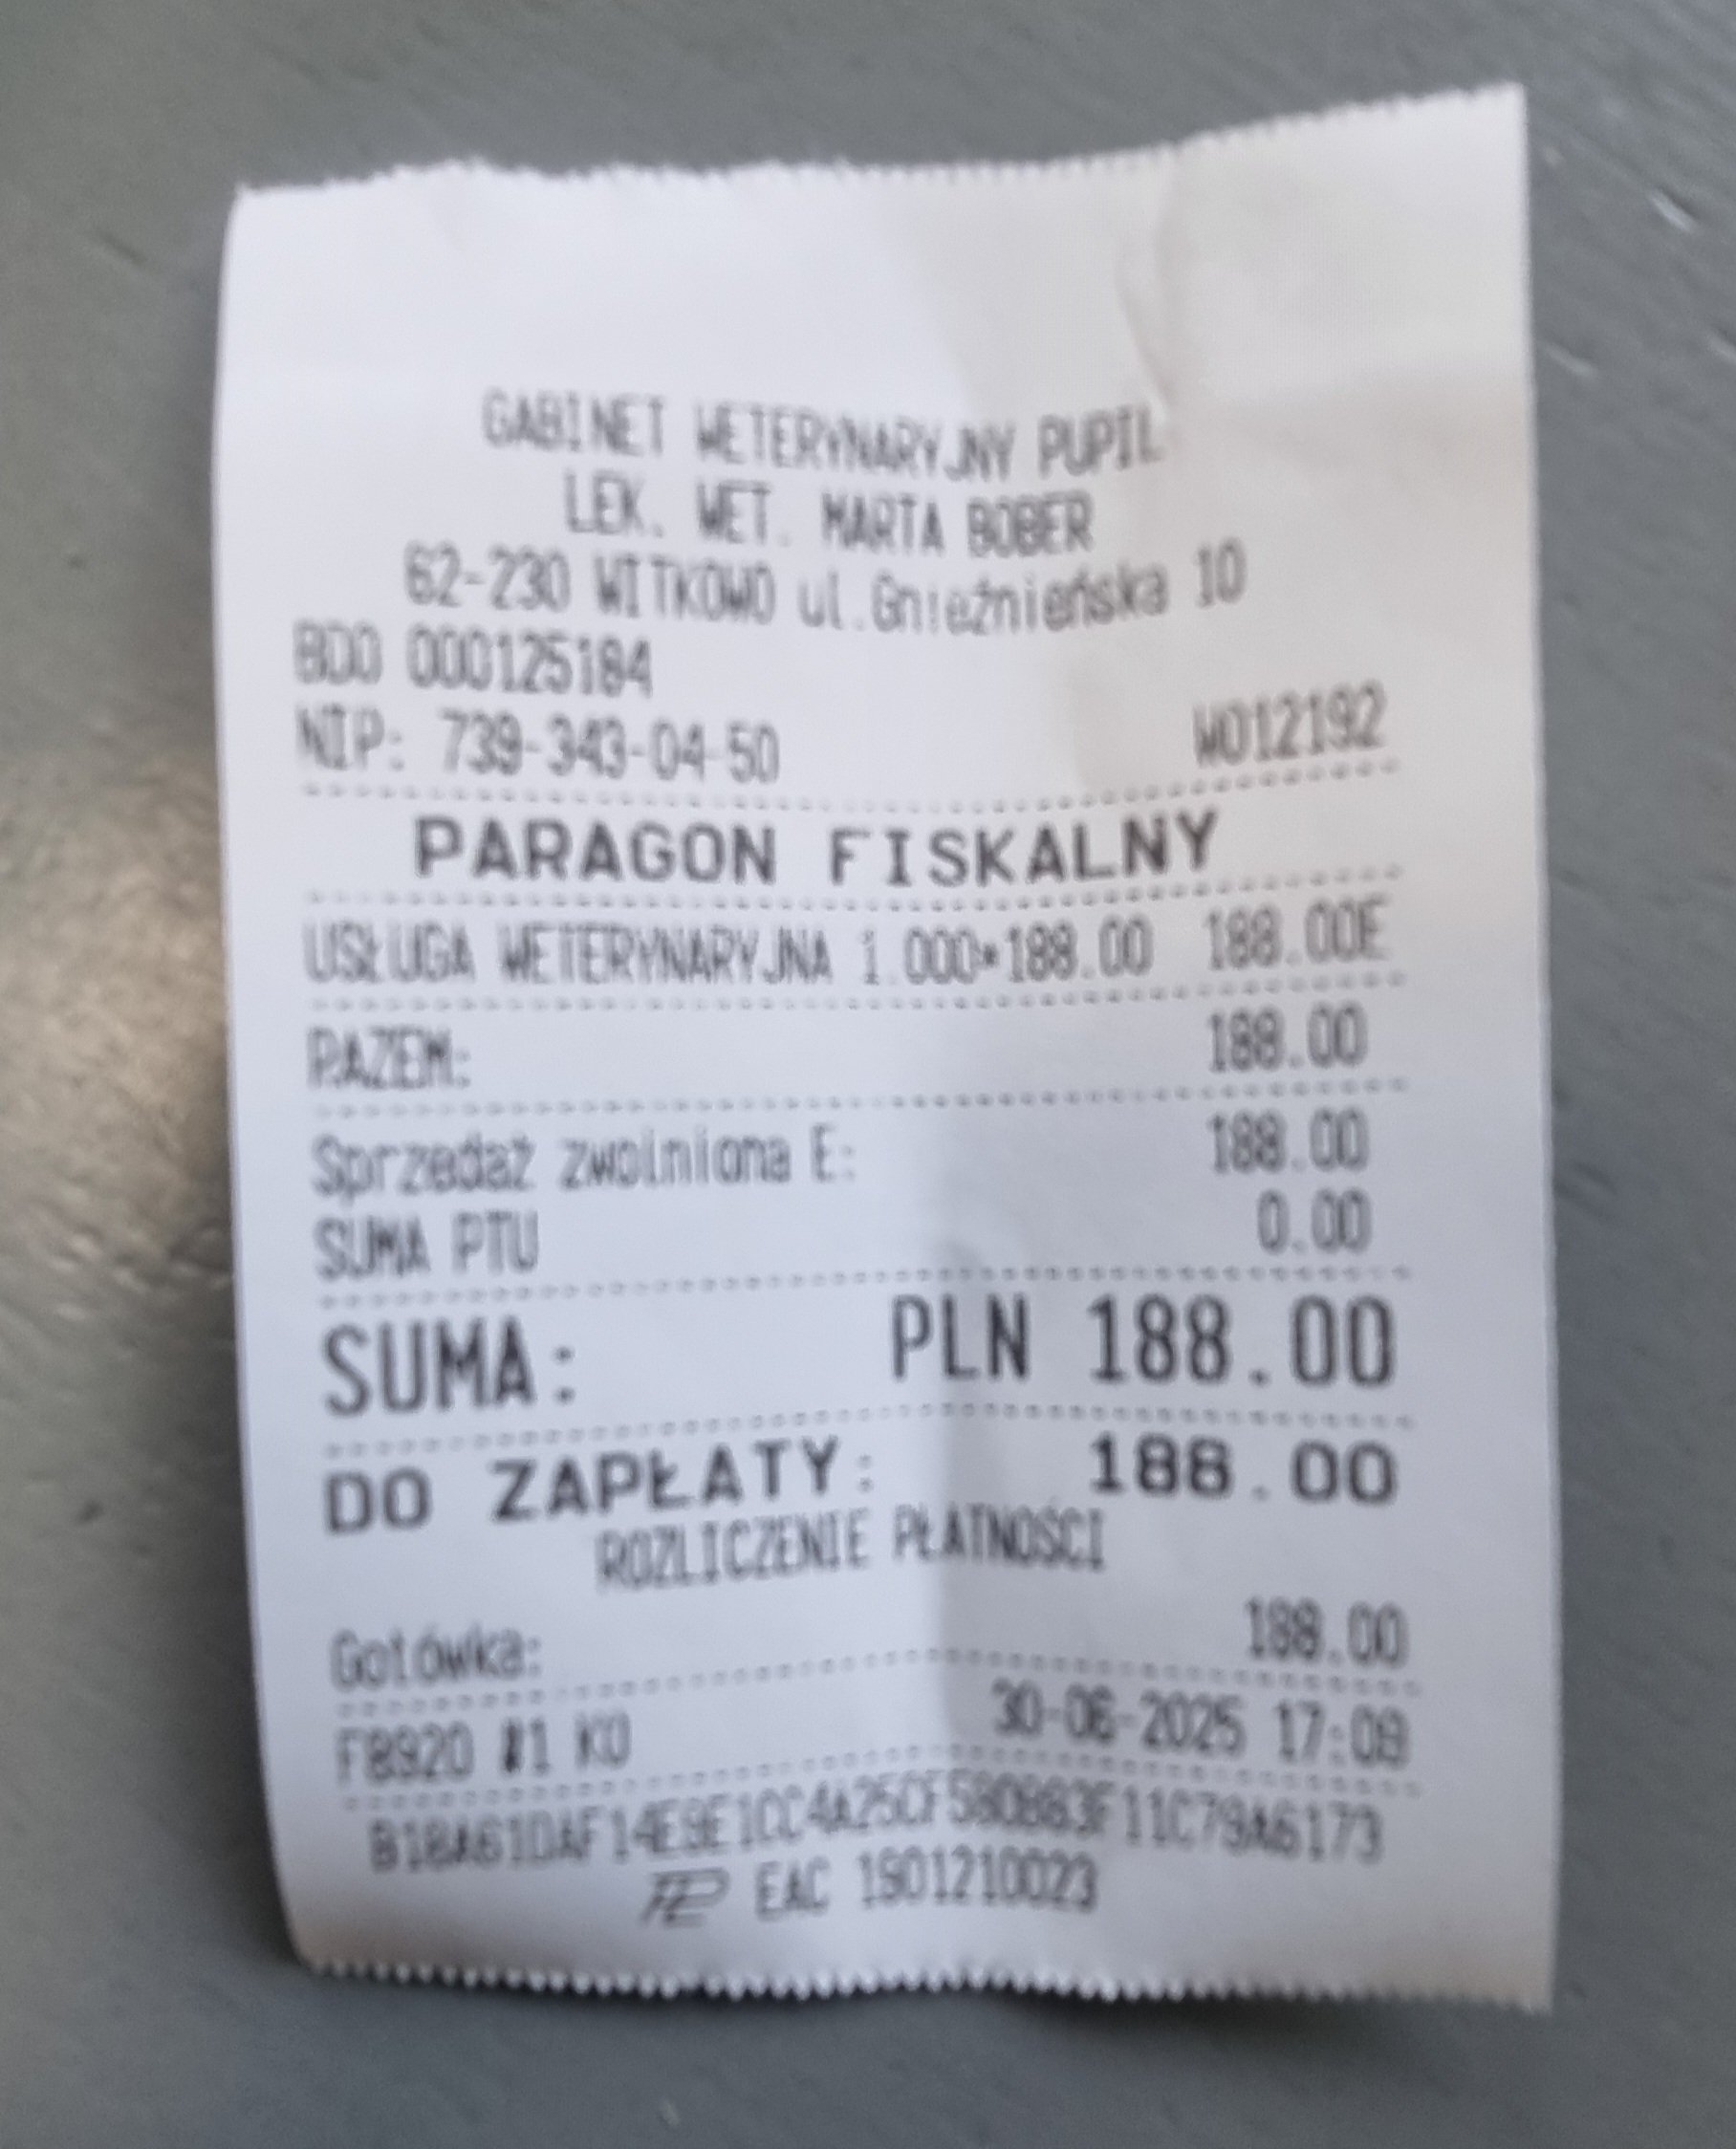 GABINET WETERYNARYJNY PUPIL
LEK. WET. MARTA BOBER
62-230 WITKOWO ul.Gnieźnieńska 10
BDO 000125184
NIP: 739-343-04-50 W012192
PARAGON FISKALNY
USŁUGA WETERYNARYJNA 1.000*188.00 188.00E
RAZEM: 188.00
Sprzedaż zwolniona E: 188.00
SUMA PTU 0.00
SUMA: PLN 188.00
DO ZAPŁATY: 188.00
ROZLICZENIE PŁATNOŚCI
Gotówka: 188.00
F8920 #1 KU 30-06-2025 17:09
EAC 1901210023